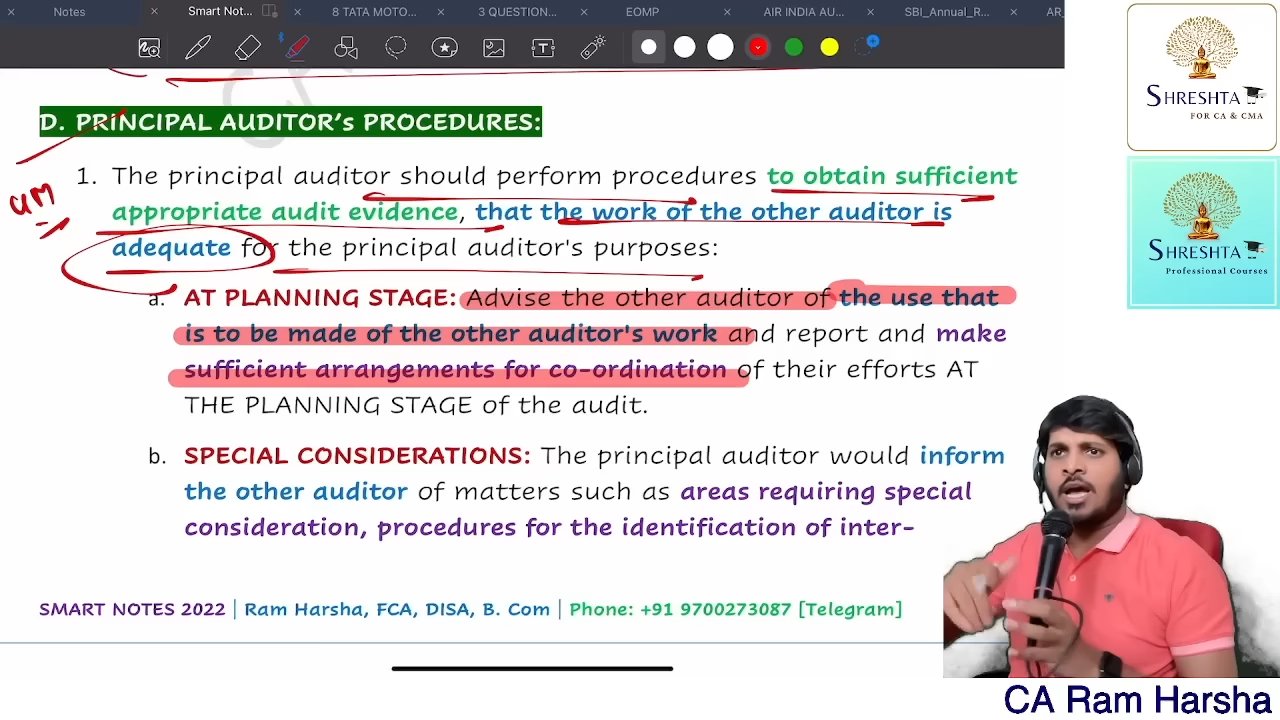 Notes
Smart Not...
8 TATA MOTO...
3 QUESTION...
EOMP
AIR INDIA AU...
SBI_Annual_R...
AR_
SHRESHTA
FOR CA & CMA
D. PRINCIPAL AUDITOR's PROCEDURES:
1. The principal auditor should perform procedures to obtain sufficient
appropriate audit evidence, that the work of the other auditor is
adequate for the principal auditor's purposes:
a. AT PLANNING STAGE: Advise the other auditor of the use that
is to be made of the other auditor's work and report and make
sufficient arrangements for co-ordination of their efforts AT
THE PLANNING STAGE of the audit.
b. SPECIAL CONSIDERATIONS: The principal auditor would inform
the other auditor of matters such as areas requiring special
consideration, procedures for the identification of inter-
SHRESHTA
Professional Courses
SMART NOTES 2022 | Ram Harsha, FCA, DISA, B. Com | Phone: +91 9700273087 [Telegram]
CA Ram Harsha